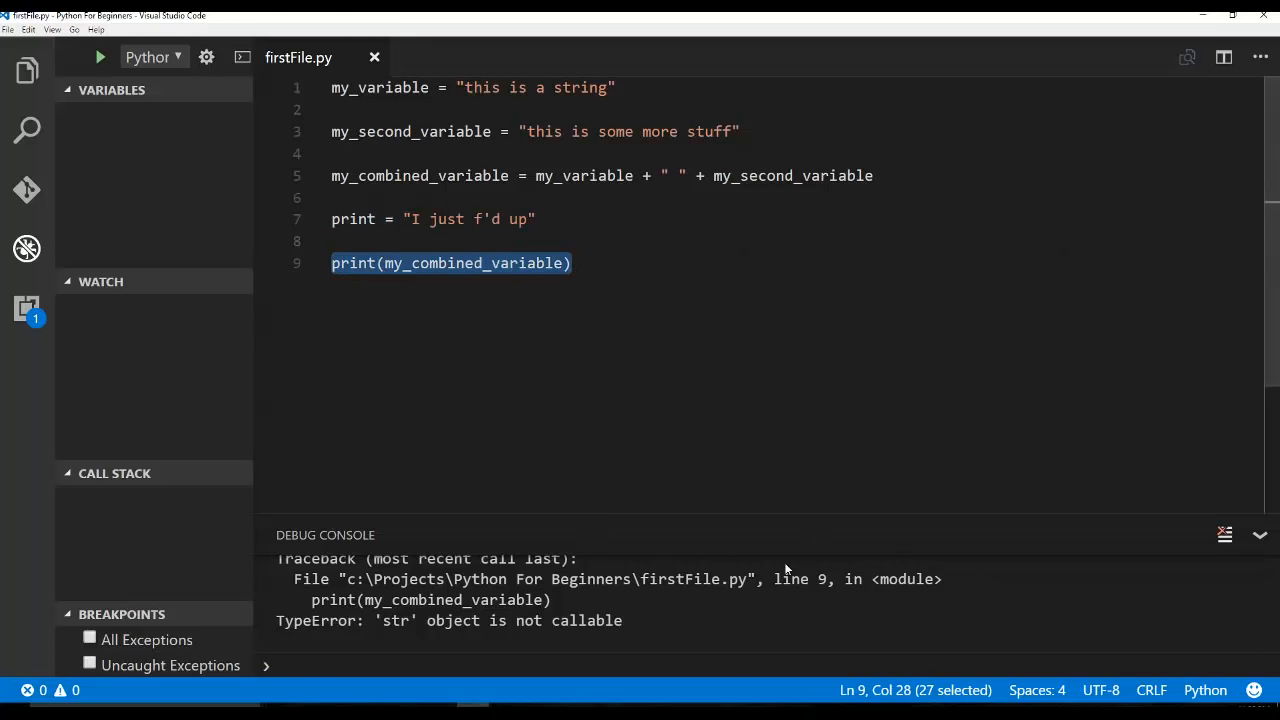 firstFile.py - Python For Beginners - Visual Studio Code
File Edit View Go Help
Python
firstFile.py
VARIABLES
WATCH
CALL STACK
BREAKPOINTS
All Exceptions
Uncaught Exceptions
1 my_variable = "this is a string"
2
3 my_second_variable = "this is some more stuff"
4
5 my_combined_variable = my_variable + " " + my_second_variable
6
7 print = "I just f'd up"
8
9 print(my_combined_variable)
DEBUG CONSOLE
Traceback (most recent call last):
File "c:\Projects\Python For Beginners\firstFile.py", line 9, in <module>
print(my_combined_variable)
TypeError: 'str' object is not callable
1
0 0 Ln 9, Col 28 (27 selected) Spaces: 4 UTF-8 CRLF Python